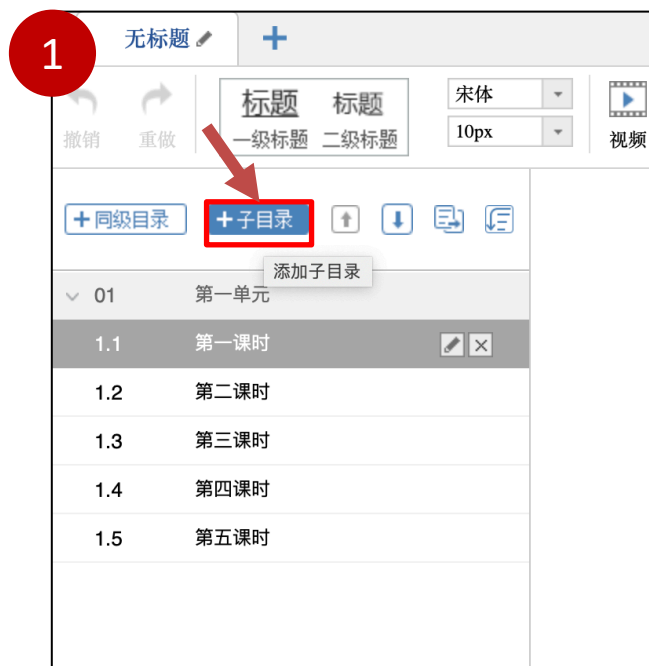 1
无标题
标题 标题
一级标题 二级标题
宋体
10px
撤销 重做
视频
同级目录 子目录
添加子目录
01 第一单元
1.1 第一课时
1.2 第二课时
1.3 第三课时
1.4 第四课时
1.5 第五课时